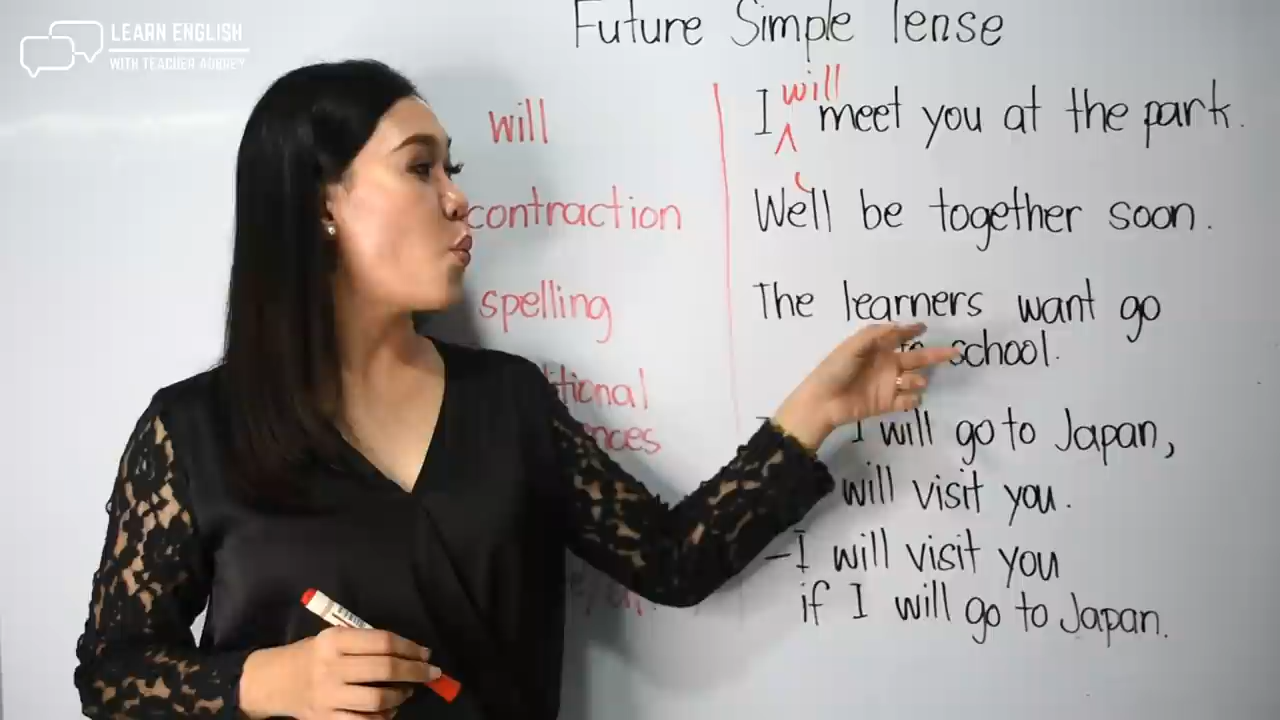 LEARN ENGLISH
WITH TEACHER AUBREY
Future Simple Tense
will
contraction
spelling
I will meet you at the park.
We'll be together soon.
The learners want go
school.
I will go to Japan,
will visit you.
-I will visit you
if I will go to Japan.